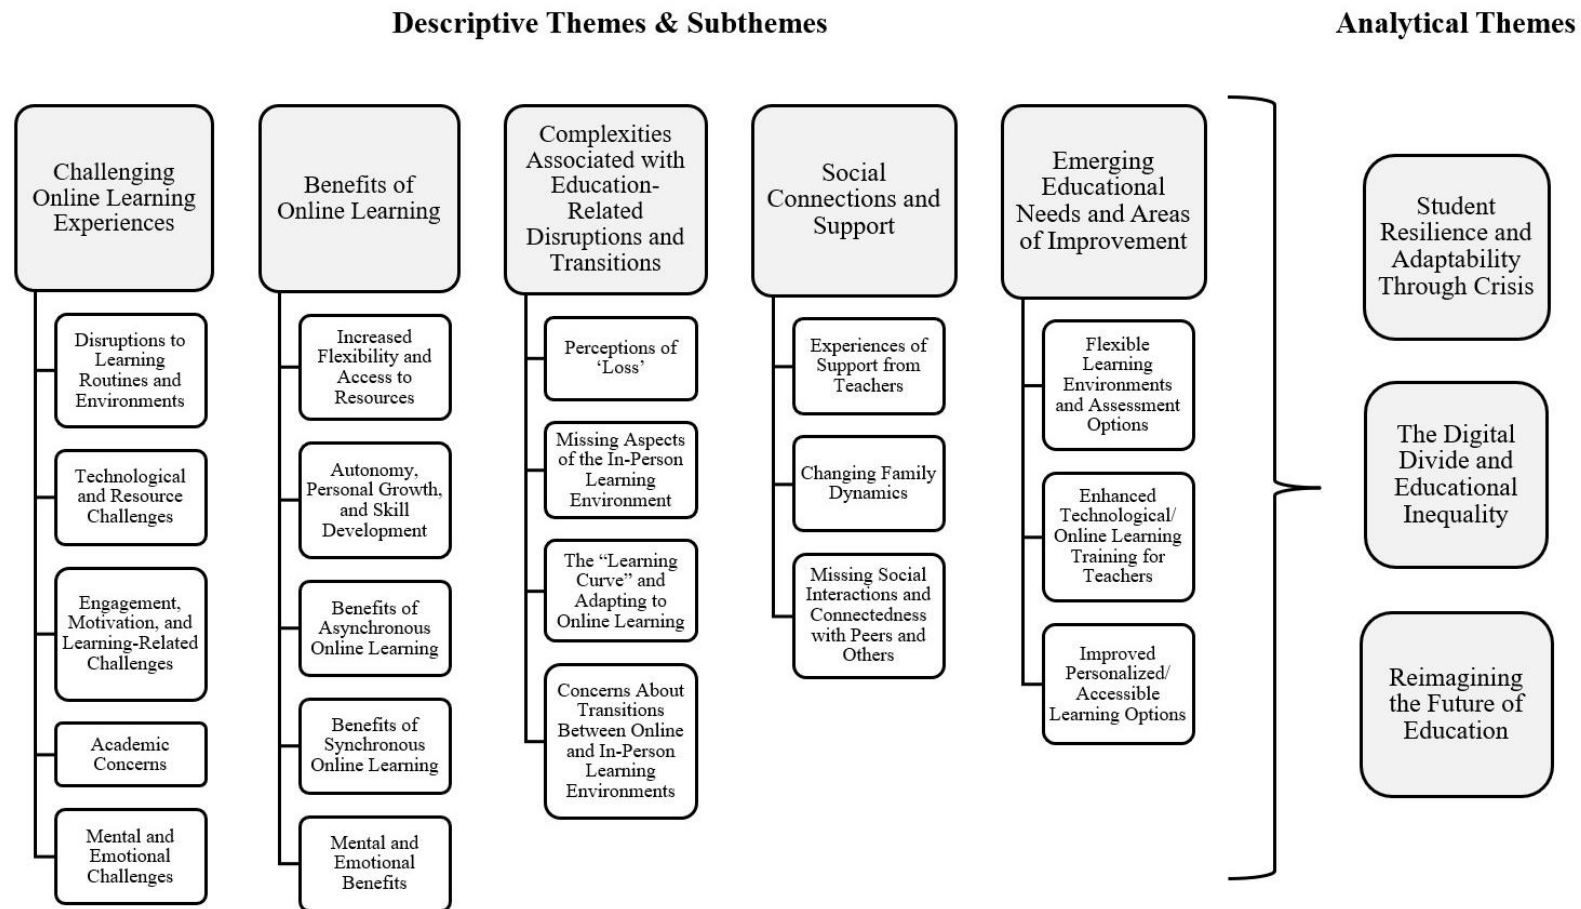 Descriptive Themes & Subthemes
Analytical Themes
Challenging
Online Learning
Experiences
Disruptions to
Learning
Routines and
Environments
Technological
and Resource
Challenges
Engagement,
Motivation, and
Learning-Related
Challenges
Academic
Concerns
Mental and
Emotional
Challenges
Benefits of
Online Learning
Increased
Flexibility and
Access to
Resources
Autonomy,
Personal Growth,
and Skill
Development
Benefits of
Asynchronous
Online Learning
Benefits of
Synchronous
Online Learning
Mental and
Emotional
Benefits
Complexities
Associated with
Education-
Related
Disruptions and
Transitions
Perceptions of
‘Loss’
Missing Aspects
of the In-Person
Learning
Environment
The “Learning
Curve” and
Adapting to
Online Learning
Concerns About
Transitions
Between Online
and In-Person
Learning
Environments
Social
Connections and
Support
Experiences of
Support from
Teachers
Changing Family
Dynamics
Missing Social
Interactions and
Connectedness
with Peers and
Others
Emerging
Educational
Needs and Areas
of Improvement
Flexible
Learning
Environments
and Assessment
Options
Enhanced
Technological/
Online Learning
Training for
Teachers
Improved
Personalized/
Accessible
Learning Options
Student
Resilience and
Adaptability
Through Crisis
The Digital
Divide and
Educational
Inequality
Reimagining
the Future of
Education